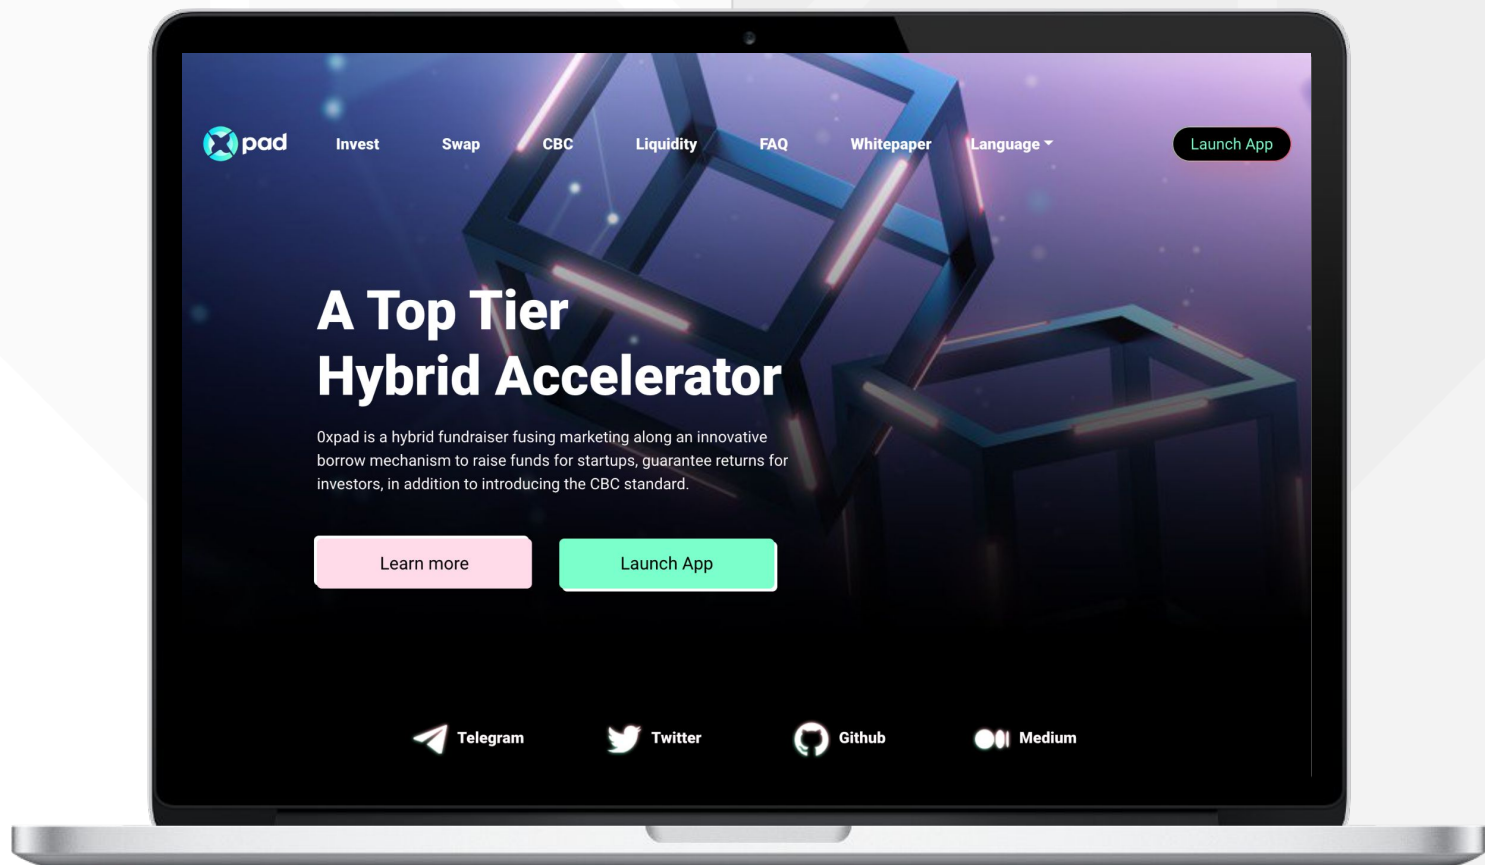 pad
Invest
Swap
CBC
Liquidity
FAQ
Whitepaper
Language
Launch App
A Top Tier
Hybrid Accelerator
0xpad is a hybrid fundraiser fusing marketing along an innovative
borrow mechanism to raise funds for startups, guarantee returns for
investors, in addition to introducing the CBC standard.
Learn more
Launch App
Telegram
Twitter
Github
Medium